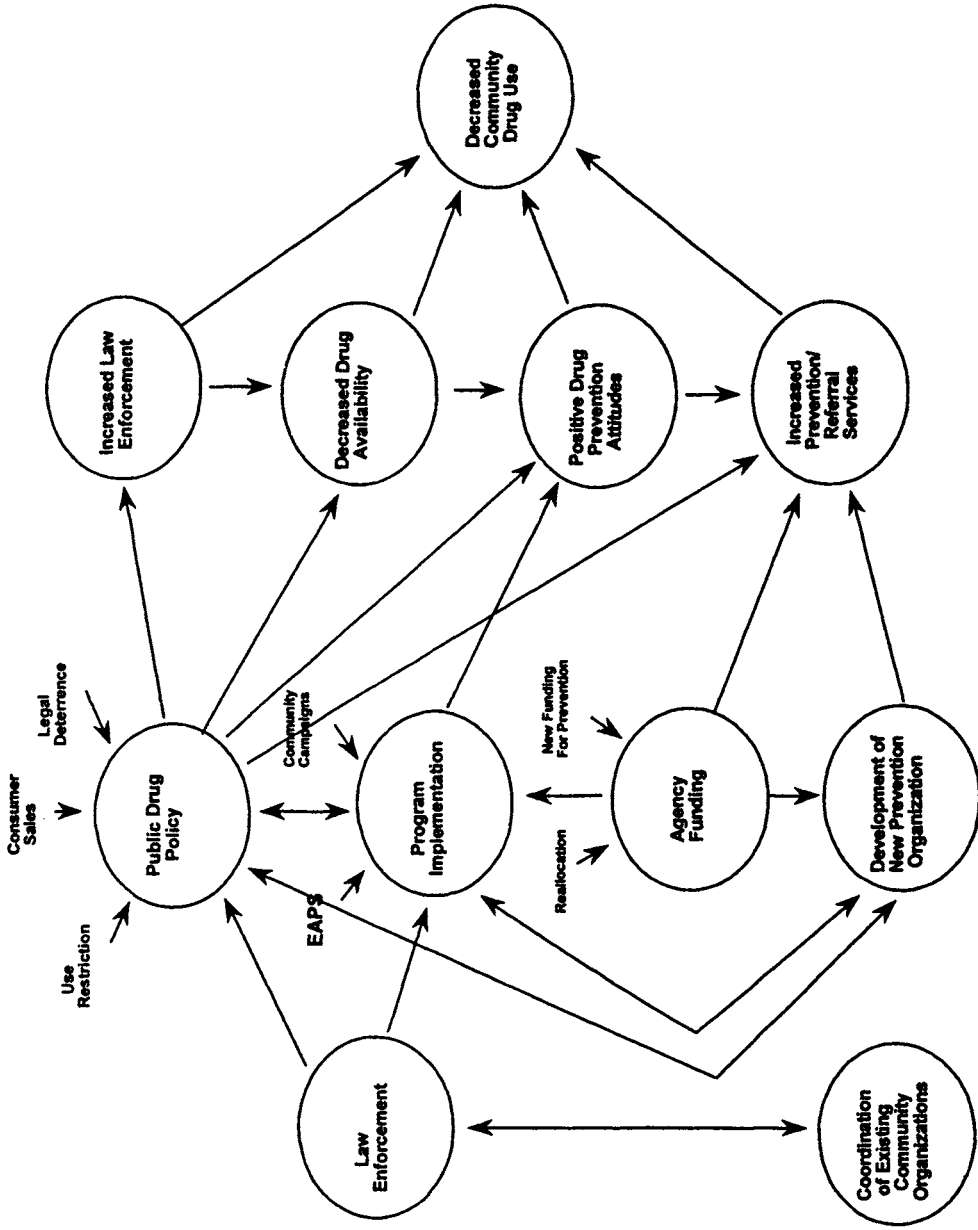 Use
Restriction
Consumer
Sales
Legal
Deterrence
Law
Enforcement
Public Drug
Policy
Increased Law
Enforcement
Decreased Drug
Availability
EAPS
Community
Campaigns
Program
Implementation
Positive Drug
Prevention
Attitudes
Decreased
Community
Drug Use
Reallocation
New Funding
For Prevention
Agency
Funding
Coordination
of Existing
Community
Organizations
Development of
New Prevention
Organization
Increased
Prevention/
Referral
Services